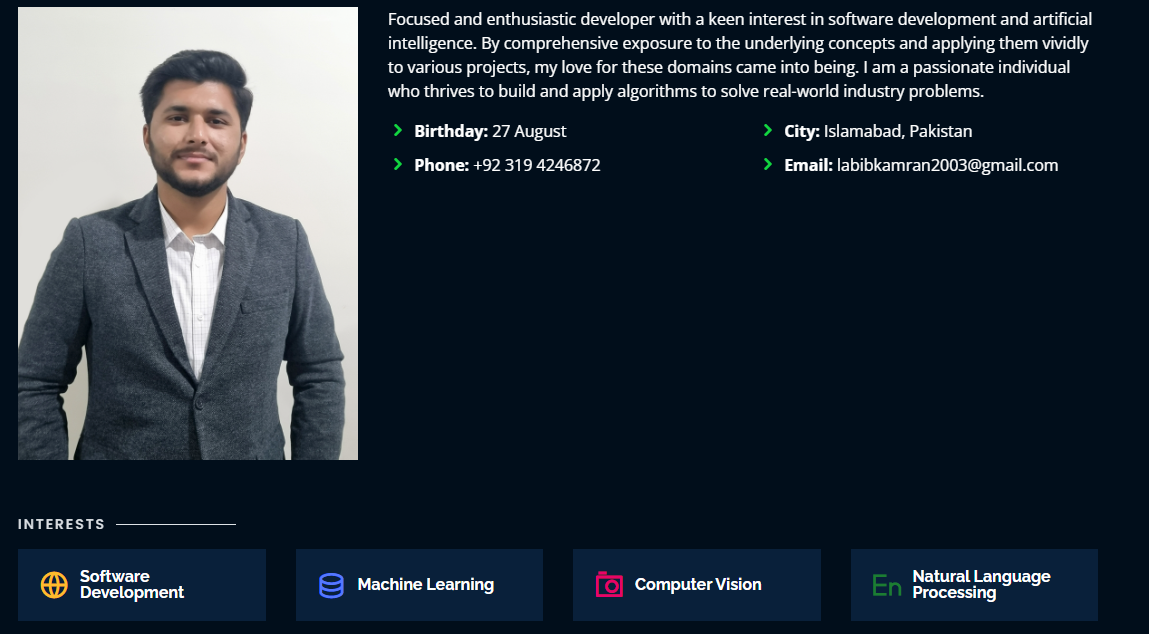 Focused and enthusiastic developer with a keen interest in software development and artificial
intelligence. By comprehensive exposure to the underlying concepts and applying them vividly
to various projects, my love for these domains came into being. I am a passionate individual
who thrives to build and apply algorithms to solve real-world industry problems.
Birthday: 27 August
City: Islamabad, Pakistan
Phone: +92 319 4246872
Email: labibkamran2003@gmail.com
INTERESTS
Software
Development
Machine Learning
Computer Vision
En
Natural Language
Processing